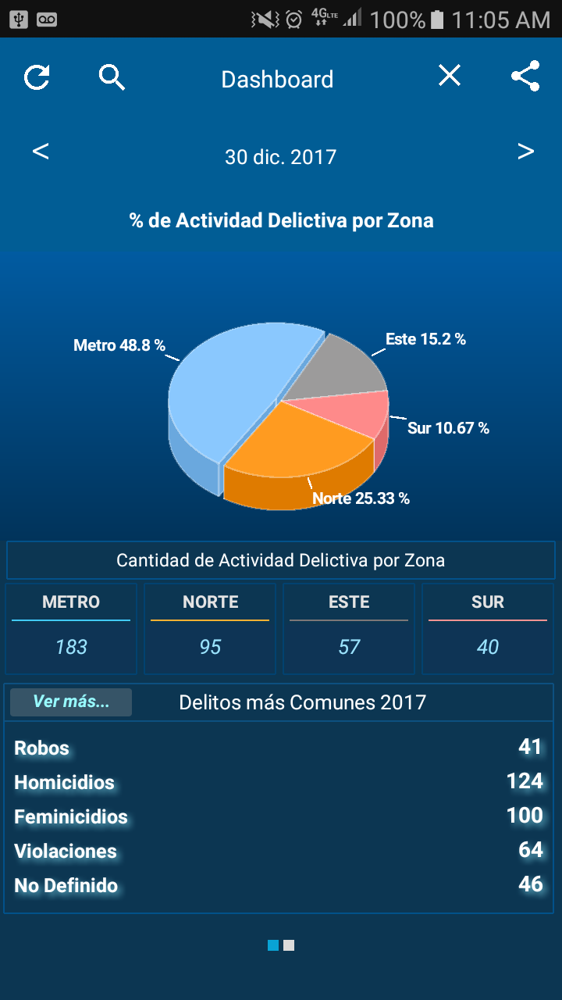 4G LTE 100% 11:05 AM
Dashboard
< 30 dic. 2017 >
% de Actividad Delictiva por Zona
Metro 48.8 %
Este 15.2 %
Sur 10.67 %
Norte 25.33 %
Cantidad de Actividad Delictiva por Zona
METRO NORTE ESTE SUR
183 95 57 40
Ver más... Delitos más Comunes 2017
Robos 41
Homicidios 124
Feminicidios 100
Violaciones 64
No Definido 46